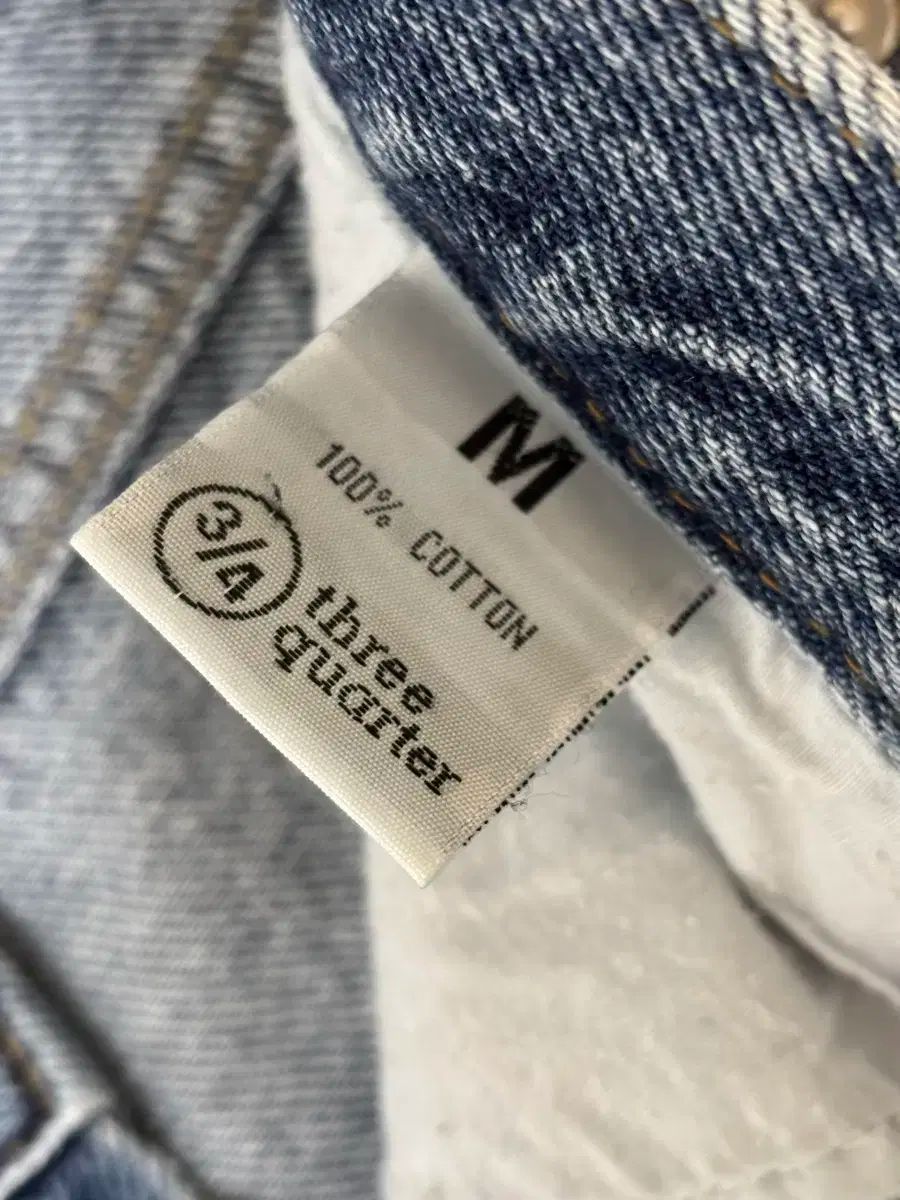 M
100% COTTON
3/4
three
quarter